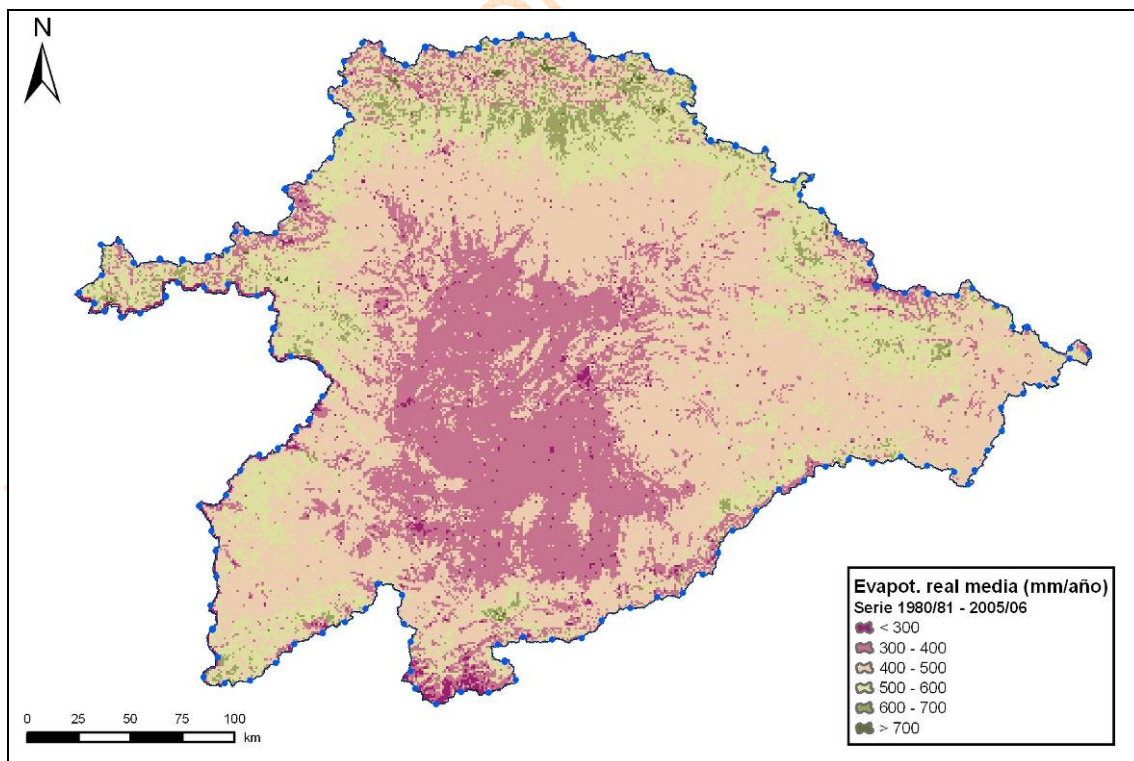 N
Evapot. real media (mm/año)
Serie 1980/81 - 2005/06
< 300
300 - 400
400 - 500
500 - 600
600 - 700
> 700
0 25 50 75 100
km